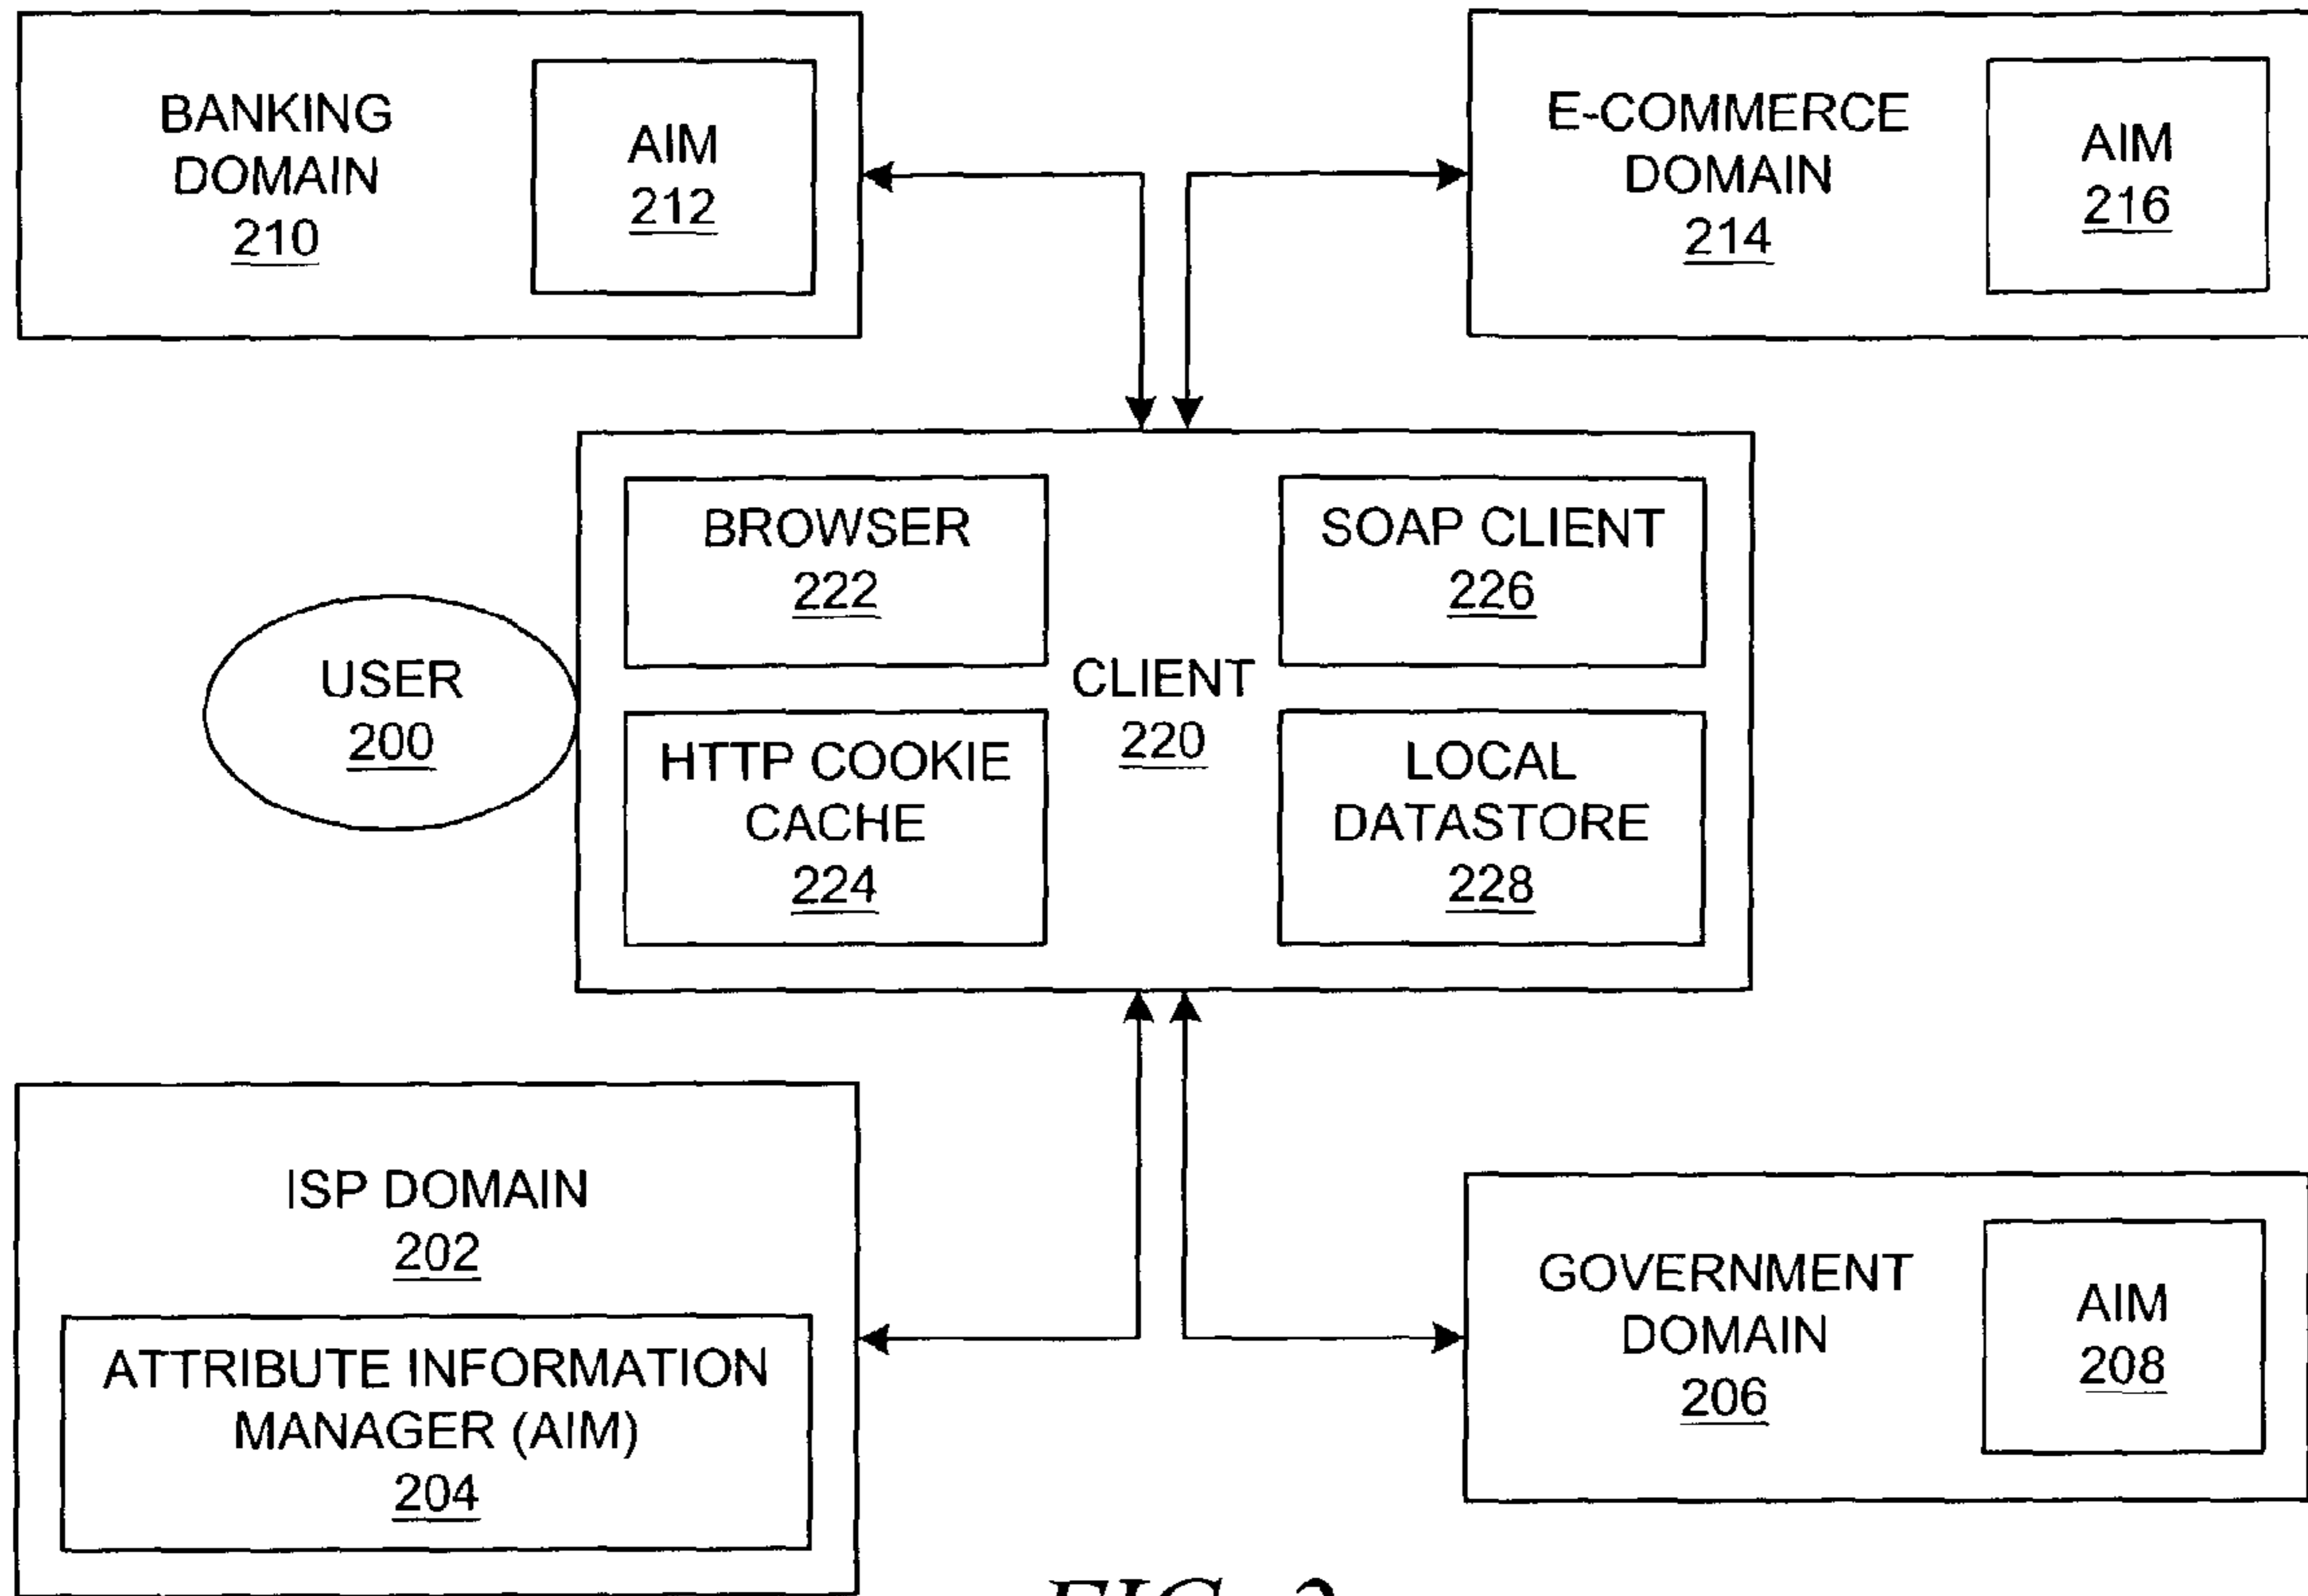 BANKING
DOMAIN
210
AIM
212
E-COMMERCE
DOMAIN
214
AIM
216
BROWSER
222
SOAP CLIENT
226
USER
200
CLIENT
220
HTTP COOKIE
CACHE
224
LOCAL
DATASTORE
228
ISP DOMAIN
202
ATTRIBUTE INFORMATION
MANAGER (AIM)
204
GOVERNMENT
DOMAIN
206
AIM
208
FIG. 2